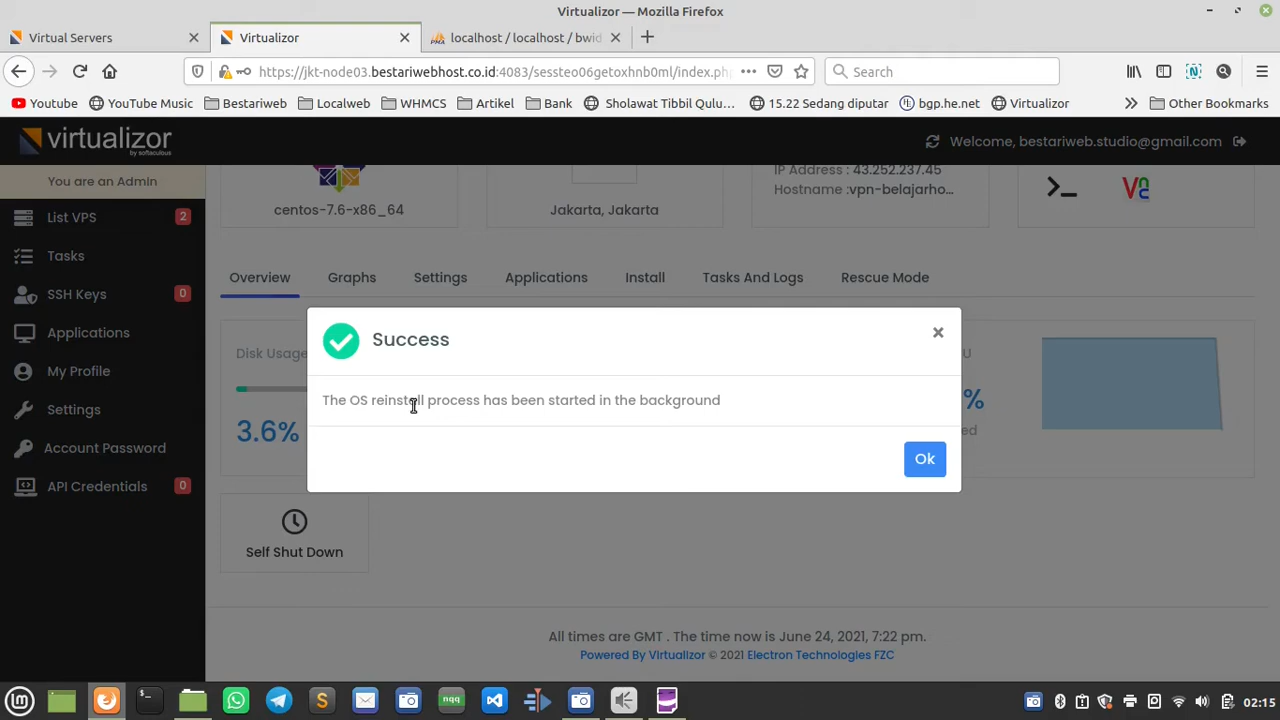 Virtualizor — Mozilla Firefox
Virtual Servers
Virtualizor
PMA localhost / localhost / bwid
https://jkt-node03.bestariwebhost.co.id:4083/sessteo06getoxhnb0ml/index.php
Search
Youtube
YouTube Music
Bestariweb
Localweb
WHMCS
Artikel
Bank
Sholawat Tibbil Qulu…
15.22 Sedang diputar
bgp.he.net
Virtualizor
Other Bookmarks
virtualizor
by softaculous
Welcome, bestariweb.studio@gmail.com
You are an Admin
List VPS 2
Tasks
SSH Keys 0
Applications
My Profile
Settings
Account Password
API Credentials 0
centos-7.6-x86_64
Jakarta, Jakarta
IP Address : 43.252.237.45
Hostname :vpn-belajarho...
Overview
Graphs
Settings
Applications
Install
Tasks And Logs
Rescue Mode
Disk Usage
3.6%
U
%
ed
Success
×
The OS reinstall process has been started in the background
Ok
Self Shut Down
All times are GMT . The time now is June 24, 2021, 7:22 pm.
Powered By Virtualizor © 2021 Electron Technologies FZC
nqq
02:15